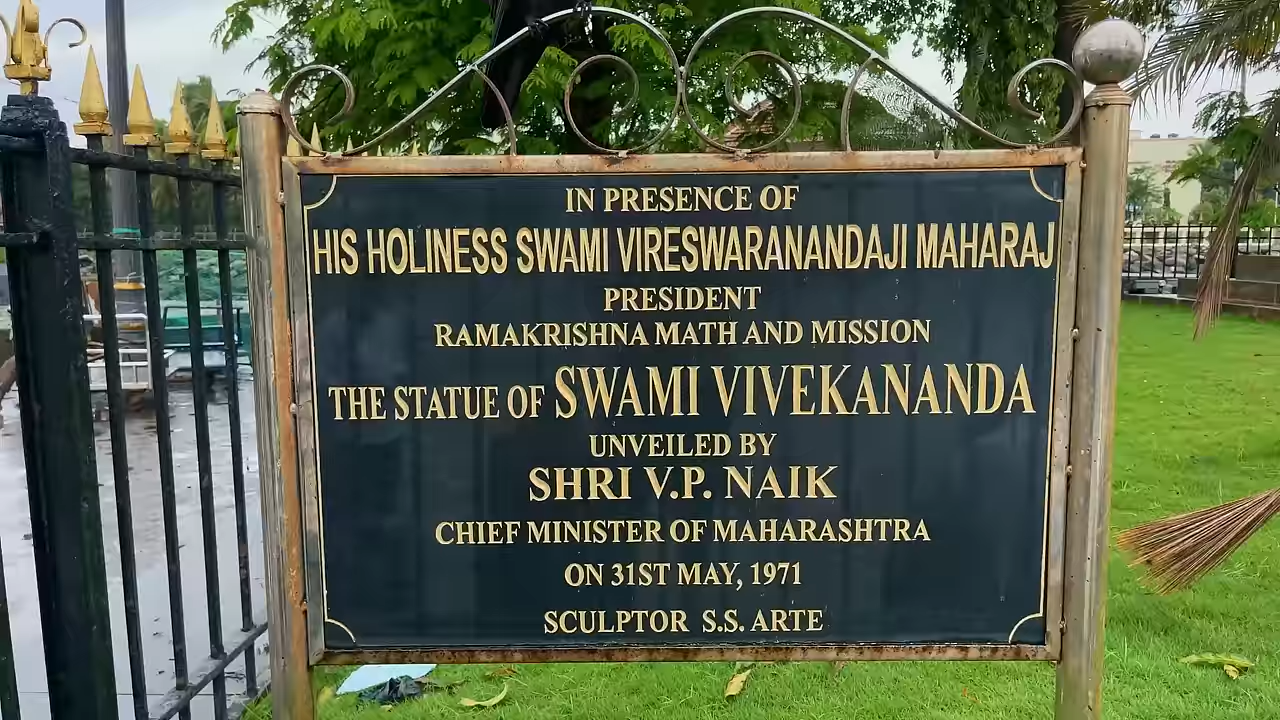 IN PRESENCE OF
HIS HOLINESS SWAMI VIRESWARANANDAJI MAHARAJ
PRESIDENT
RAMAKRISHNA MATH AND MISSION
THE STATUE OF SWAMI VIVEKANANDA
UNVEILED BY
SHRI V.P. NAIK
CHIEF MINISTER OF MAHARASHTRA
ON 31ST MAY, 1971
SCULPTOR S.S. ARTE